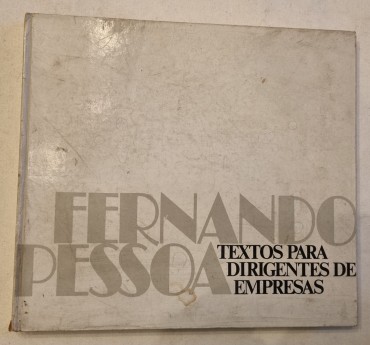 FERNANDO
PESSOA
TEXTOS PARA
DIRIGENTES DE
EMPRESAS